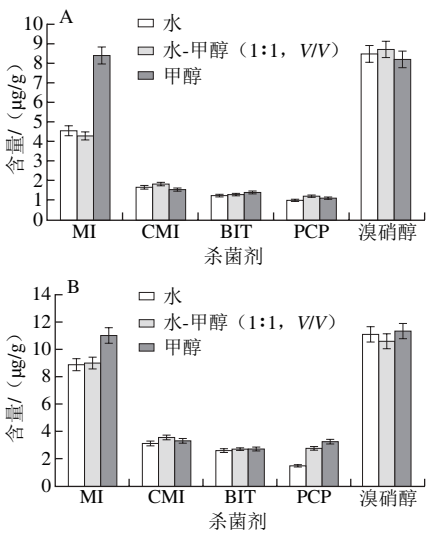 A
水
水-甲醇（1∶1，V/V）
甲醇
含量/（μg/g）
10
9
8
7
6
5
4
3
2
1
0
MI CMI BIT PCP 溴硝醇
杀菌剂
B
水
水-甲醇（1∶1，V/V）
甲醇
含量/（μg/g）
14
12
10
8
6
4
2
0
MI CMI BIT PCP 溴硝醇
杀菌剂